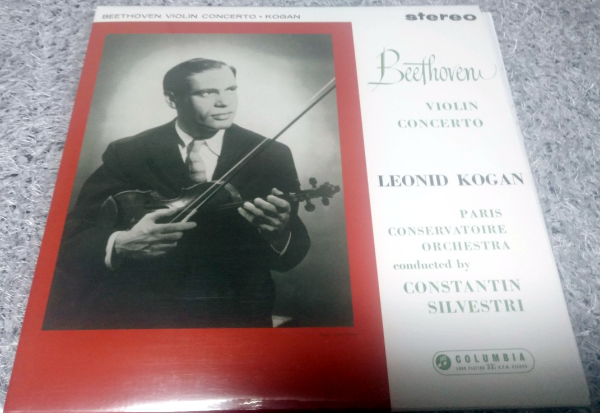 BEETHOVEN VIOLIN CONCERTO • KOGAN
stereo
Beethoven
VIOLIN
CONCERTO
LEONID KOGAN
PARIS
CONSERVATOIRE
ORCHESTRA
conducted by
CONSTANTIN
SILVESTRI
COLUMBIA